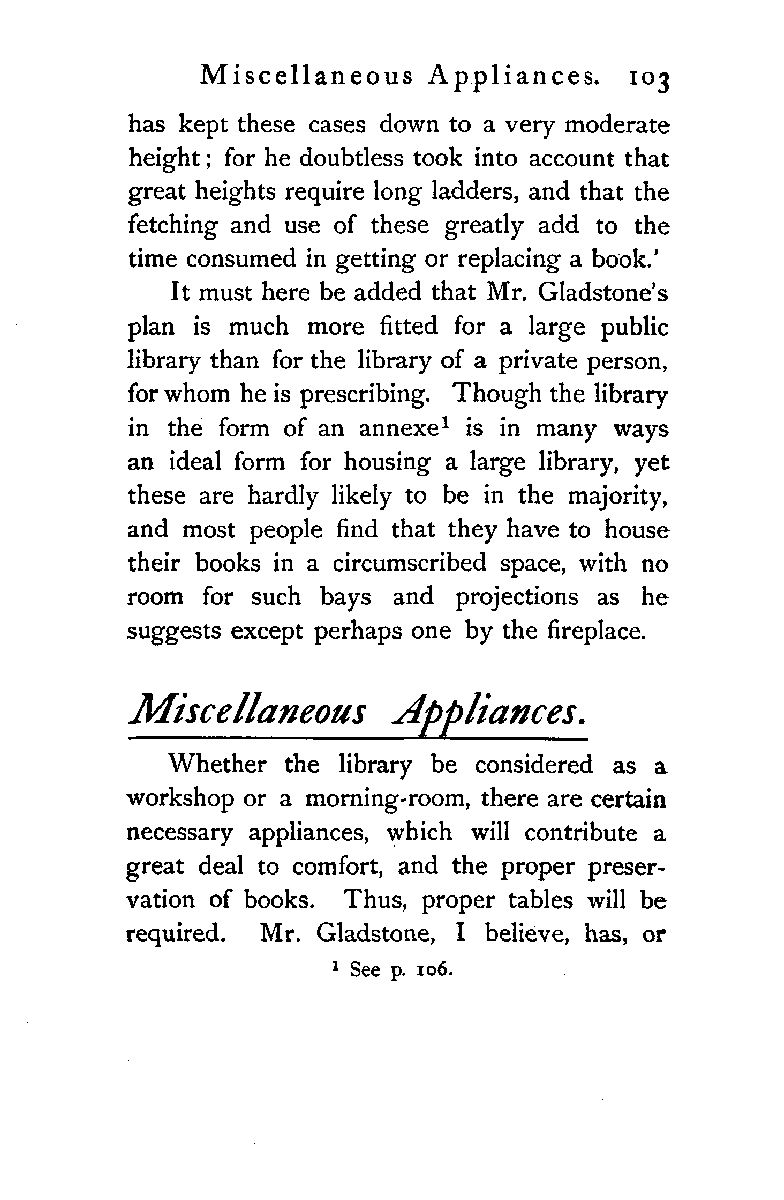 Miscellaneous Appliances. 103
has kept these cases down to a very moderate
height; for he doubtless took into account that
great heights require long ladders, and that the
fetching and use of these greatly add to the
time consumed in getting or replacing a book.'
It must here be added that Mr. Gladstone's
plan is much more fitted for a large public
library than for the library of a private person,
for whom he is prescribing. Though the library
in the form of an annexe¹ is in many ways
an ideal form for housing a large library, yet
these are hardly likely to be in the majority,
and most people find that they have to house
their books in a circumscribed space, with no
room for such bays and projections as he
suggests except perhaps one by the fireplace.
Miscellaneous Appliances.
Whether the library be considered as a
workshop or a morning-room, there are certain
necessary appliances, which will contribute a
great deal to comfort, and the proper preser-
vation of books. Thus, proper tables will be
required. Mr. Gladstone, I believe, has, or
¹ See p. 106.